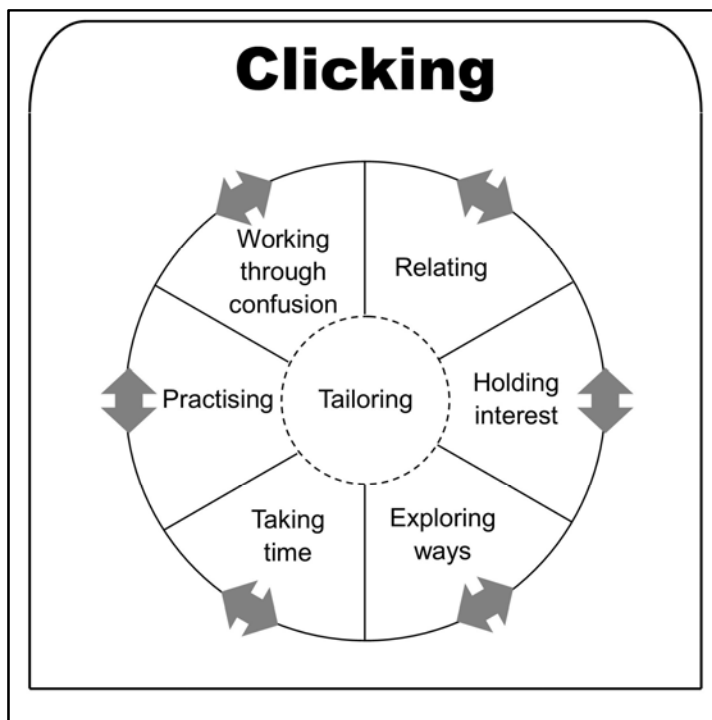 Clicking
Working
through
confusion
Relating
Holding
interest
Exploring
ways
Taking
time
Practising
Tailoring